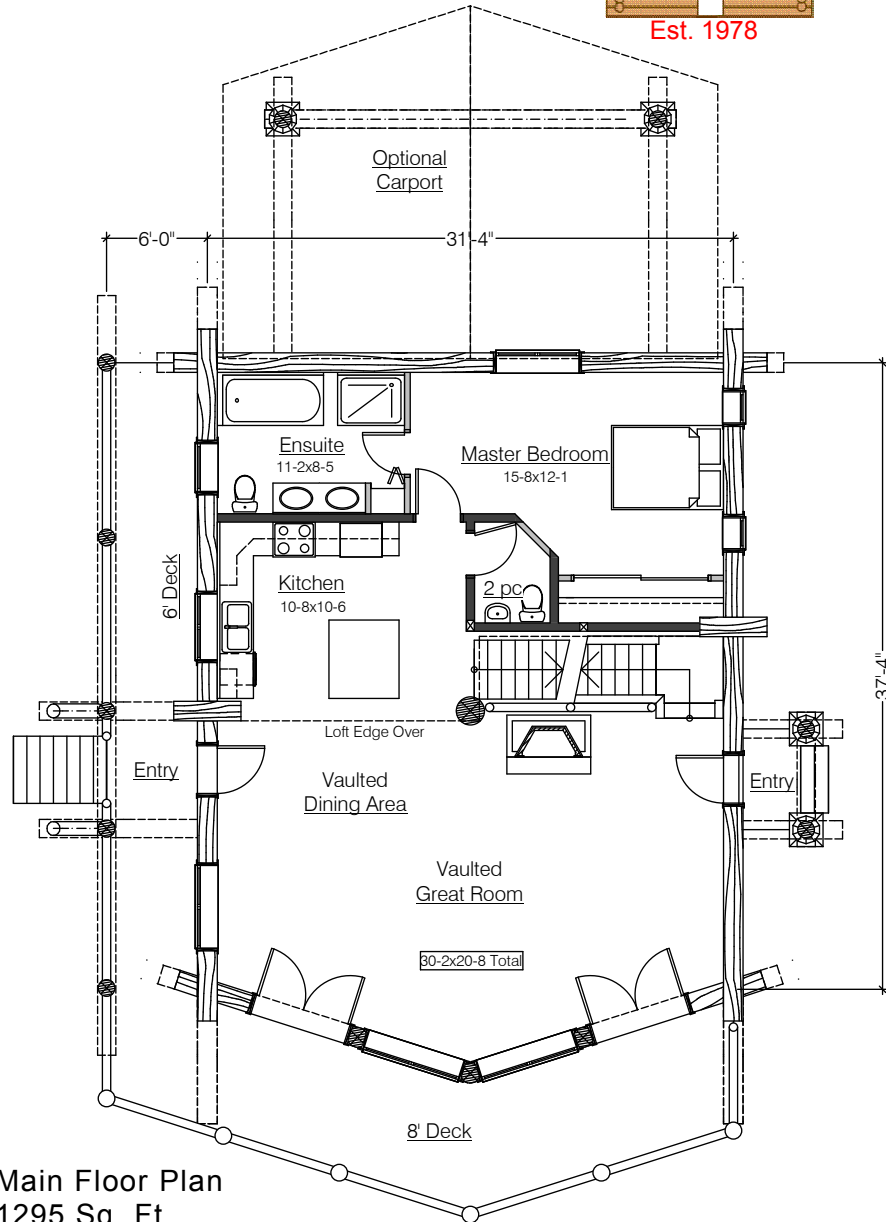 Est. 1978
Optional
Carport
6'-0"
31'-4"
Ensuite
11-2x8-5
Master Bedroom
15-8x12-1
6' Deck
Kitchen
10-8x10-6
2 pc
37'-4"
Loft Edge Over
Entry
Vaulted
Dining Area
Entry
Vaulted
Great Room
30-2x20-8 Total
8' Deck
Main Floor Plan
1295 Sq. Ft.